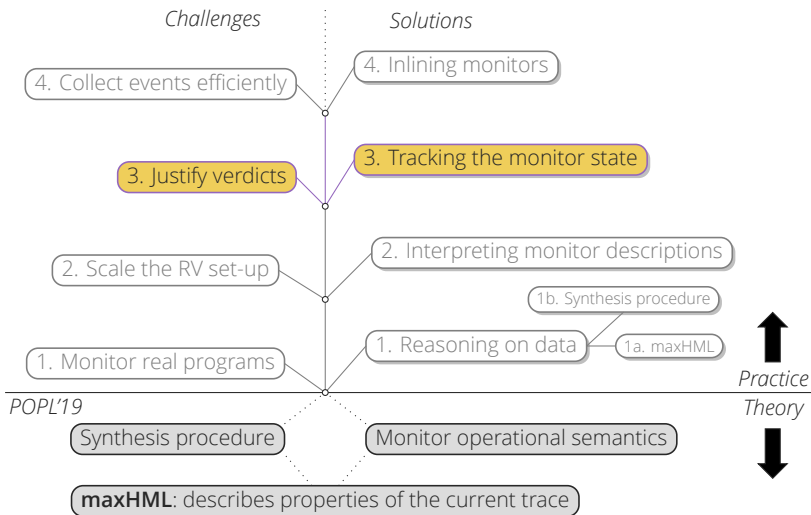 Challenges
Solutions
4. Collect events efficiently
4. Inlining monitors
3. Justify verdicts
3. Tracking the monitor state
2. Scale the RV set-up
2. Interpreting monitor descriptions
1b. Synthesis procedure
1. Monitor real programs
1. Reasoning on data
1a. maxHML
Practice
POPL'19
Theory
Synthesis procedure
Monitor operational semantics
maxHML: describes properties of the current trace